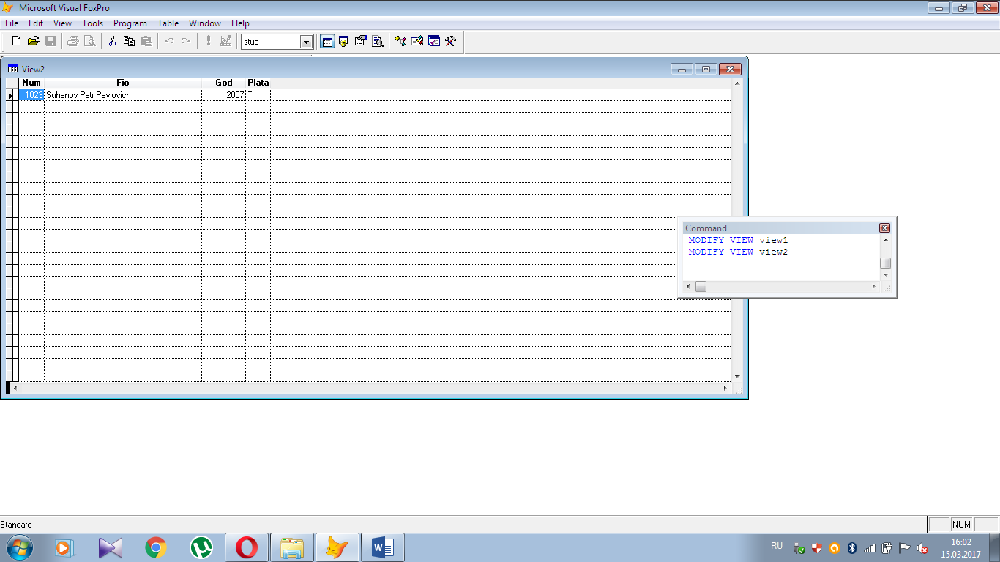 Microsoft Visual FoxPro
File Edit View Tools Program Table Window Help
stud
View2
Num Fio God Plata
1023 Suhanov Petr Pavlovich 2007 T
Command
MODIFY VIEW view1
MODIFY VIEW view2
Standard
NUM
RU
16:02
15.03.2017